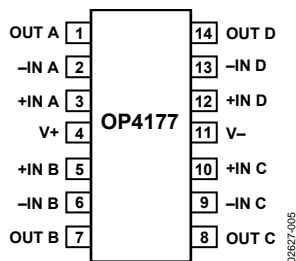 OUT A 1 14 OUT D
–IN A 2 13 –IN D
+IN A 3 12 +IN D
V+ 4 OP4177 11 V–
+IN B 5 10 +IN C
–IN B 6 9 –IN C
OUT B 7 8 OUT C
02627-005